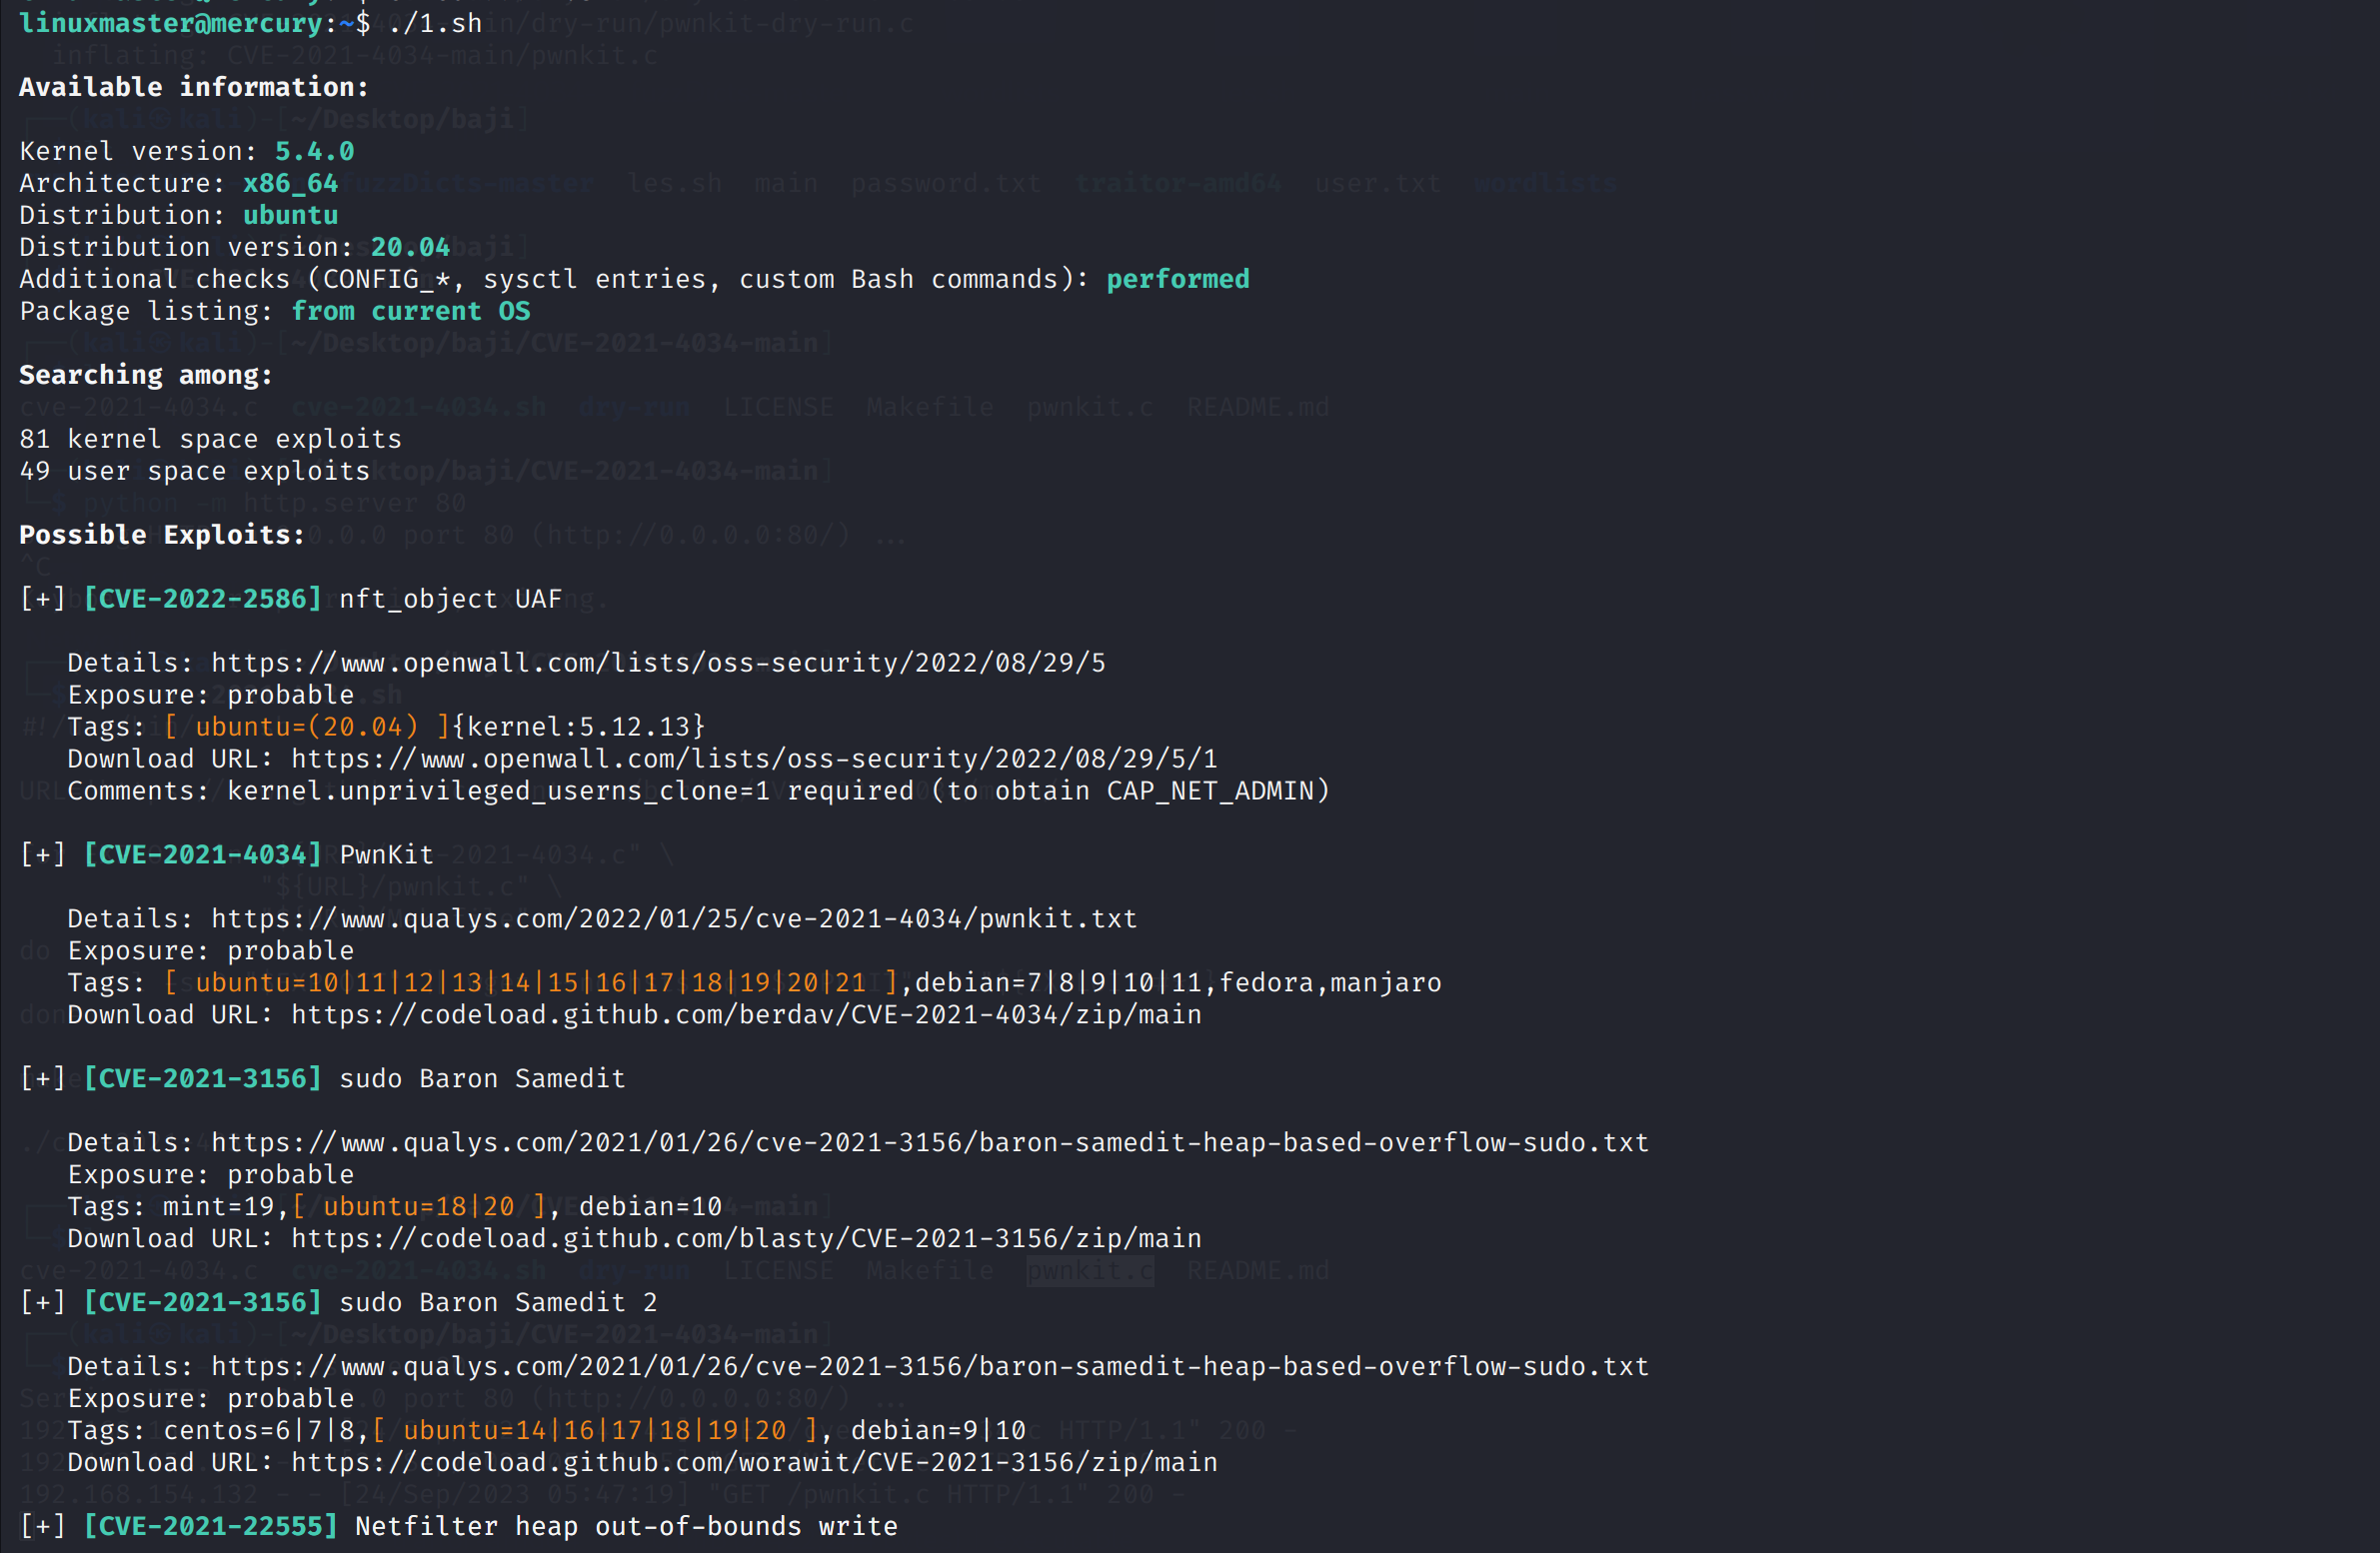 linuxmaster@mercury:~$ ./1.sh
Available information:
Kernel version: 5.4.0
Architecture: x86_64
Distribution: ubuntu
Distribution version: 20.04
Additional checks (CONFIG_*, sysctl entries, custom Bash commands): performed
Package listing: from current OS
Searching among:
81 kernel space exploits
49 user space exploits
Possible Exploits:
[+] [CVE-2022-2586] nft_object UAF
Details: https://www.openwall.com/lists/oss-security/2022/08/29/5
Exposure: probable
Tags: [ ubuntu=(20.04) ]{kernel:5.12.13}
Download URL: https://www.openwall.com/lists/oss-security/2022/08/29/5/1
Comments: kernel.unprivileged_userns_clone=1 required (to obtain CAP_NET_ADMIN)
[+] [CVE-2021-4034] PwnKit
Details: https://www.qualys.com/2022/01/25/cve-2021-4034/pwnkit.txt
Exposure: probable
Tags: [ ubuntu=10|11|12|13|14|15|16|17|18|19|20|21 ],debian=7|8|9|10|11,fedora,manjaro
Download URL: https://codeload.github.com/berdav/CVE-2021-4034/zip/main
[+] [CVE-2021-3156] sudo Baron Samedit
Details: https://www.qualys.com/2021/01/26/cve-2021-3156/baron-samedit-heap-based-overflow-sudo.txt
Exposure: probable
Tags: mint=19,[ ubuntu=18|20 ], debian=10
Download URL: https://codeload.github.com/blasty/CVE-2021-3156/zip/main
[+] [CVE-2021-3156] sudo Baron Samedit 2
Details: https://www.qualys.com/2021/01/26/cve-2021-3156/baron-samedit-heap-based-overflow-sudo.txt
Exposure: probable
Tags: centos=6|7|8,[ ubuntu=14|16|17|18|19|20 ], debian=9|10
Download URL: https://codeload.github.com/worawit/CVE-2021-3156/zip/main
[+] [CVE-2021-22555] Netfilter heap out-of-bounds write